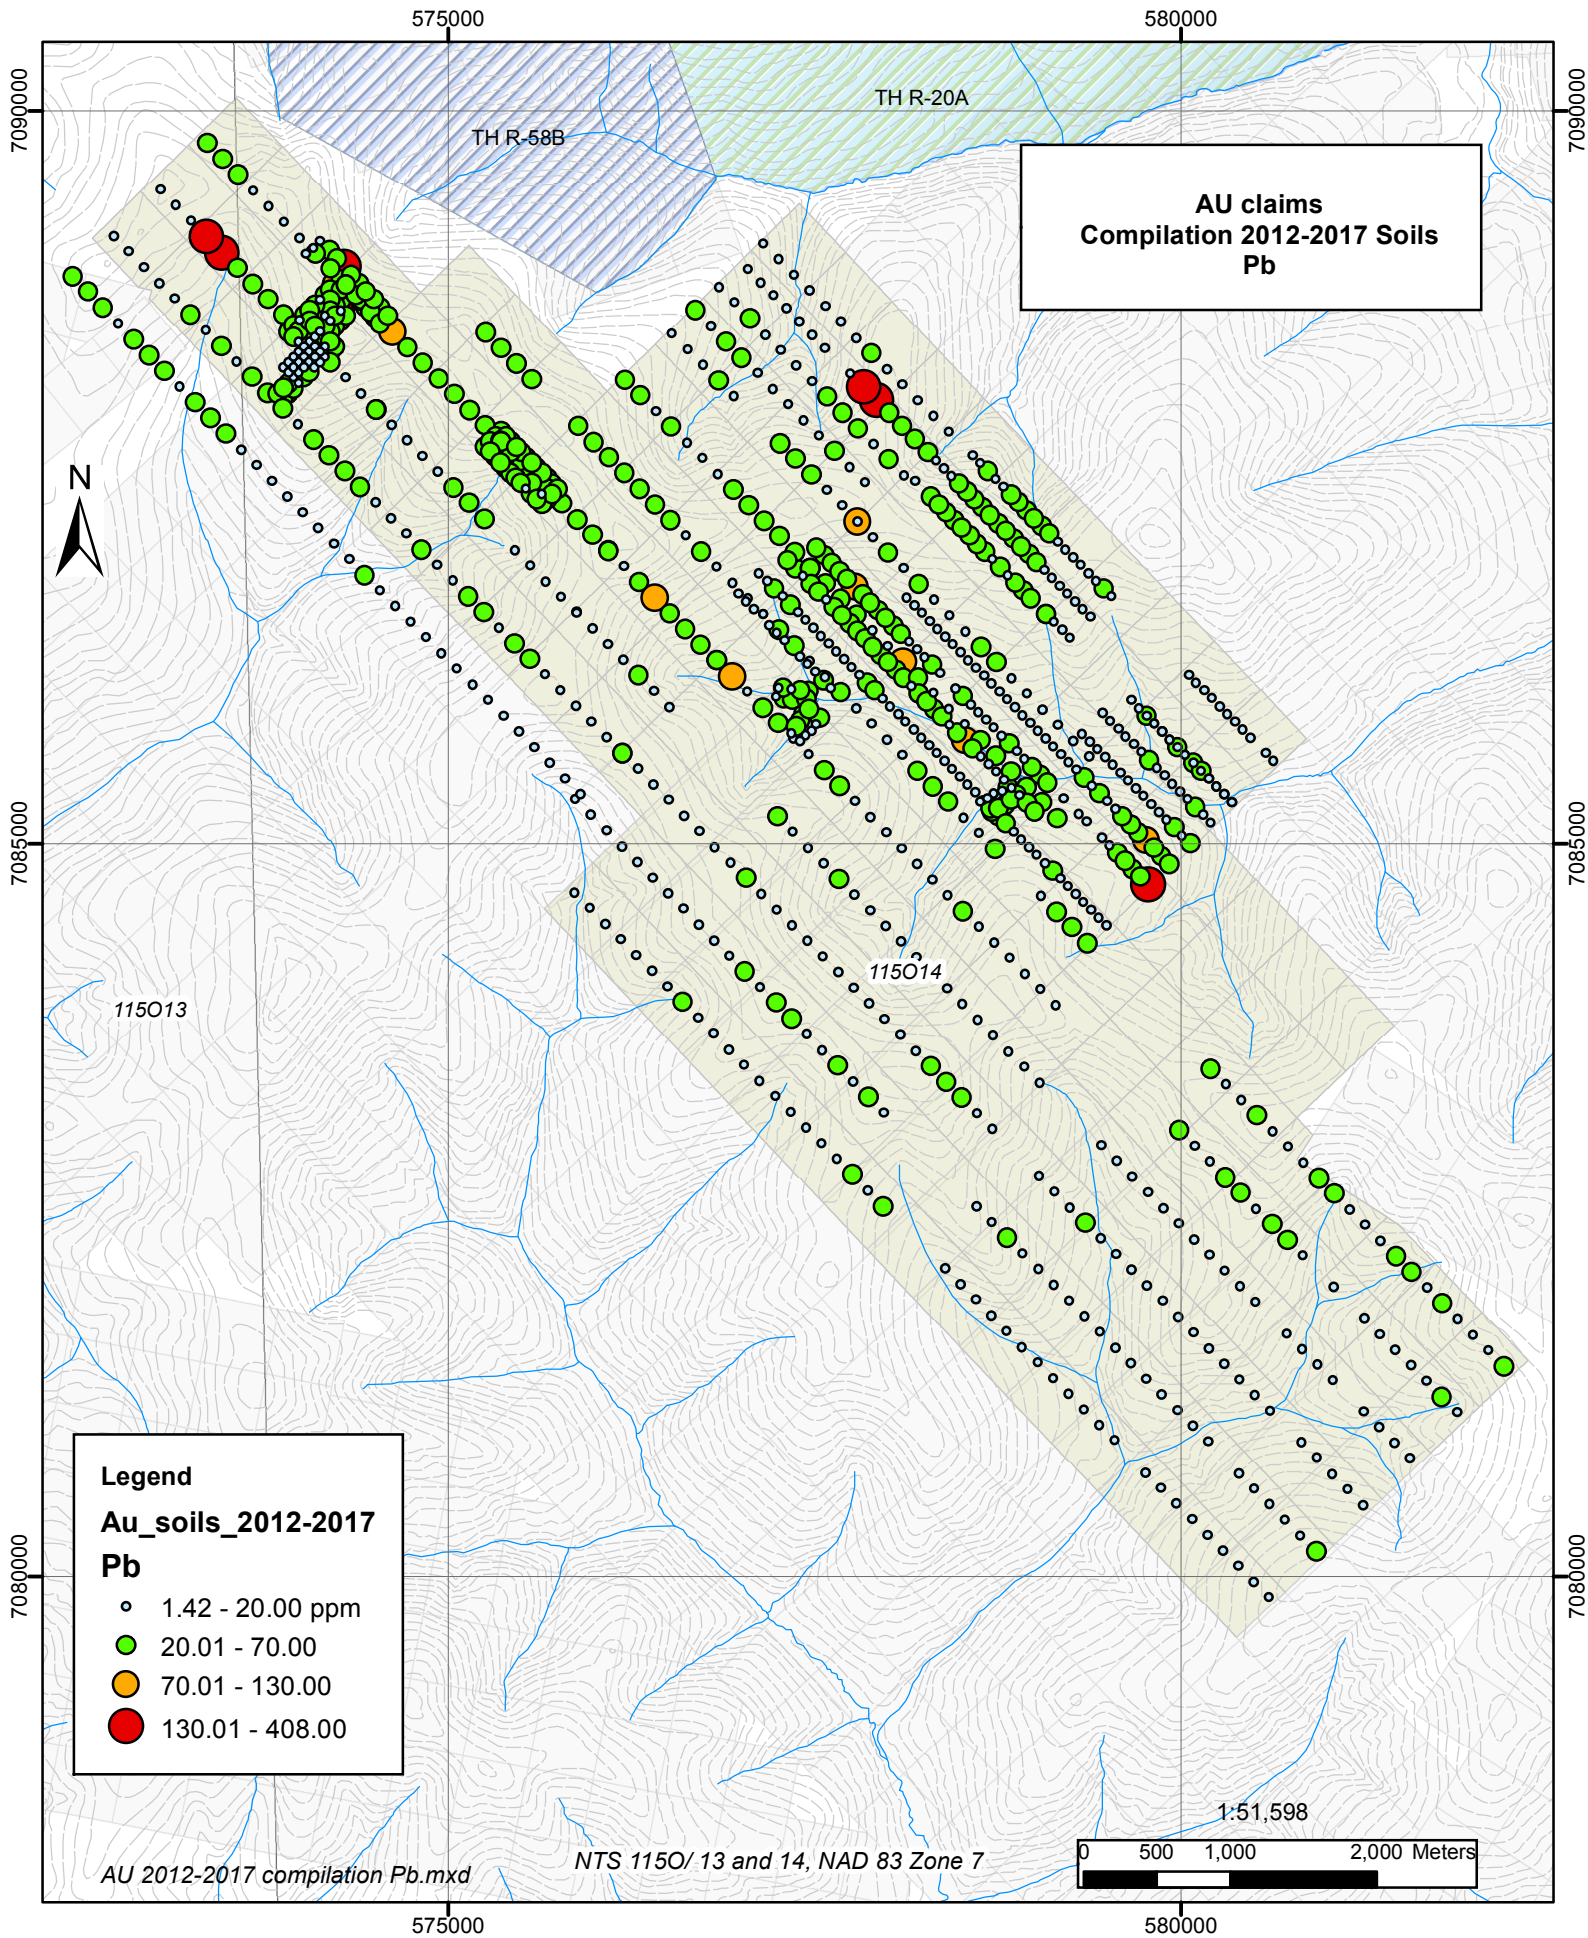 575000
580000
7090000
7090000
TH R-20A
TH R-58B
AU claims
Compilation 2012-2017 Soils
Pb
N
7085000
7085000
115O14
115O13
Legend
Au_soils_2012-2017
Pb
1.42 - 20.00 ppm
20.01 - 70.00
70.01 - 130.00
130.01 - 408.00
7080000
7080000
1:51,598
0 500 1,000 2,000 Meters
NTS 115O/ 13 and 14, NAD 83 Zone 7
AU 2012-2017 compilation Pb.mxd
575000
580000